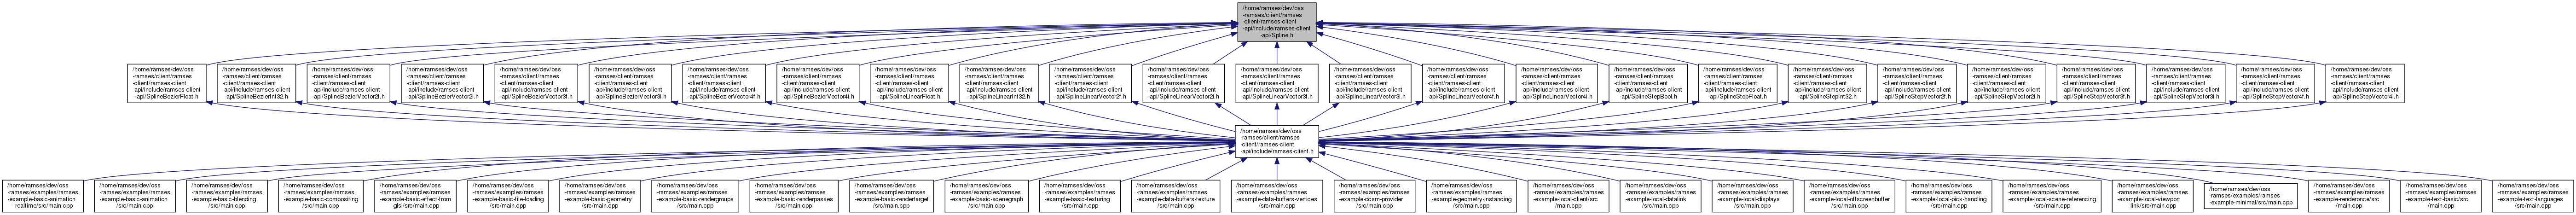 /home/ramses/dev/oss
-ramses/client/ramses
-client/ramses-client
-api/include/ramses-client
-api/Spline.h
/home/ramses/dev/oss
-ramses/client/ramses
-client/ramses-client
-api/include/ramses-client
-api/SplineBezierFloat.h
/home/ramses/dev/oss
-ramses/client/ramses
-client/ramses-client
-api/include/ramses-client
-api/SplineBezierInt32.h
/home/ramses/dev/oss
-ramses/client/ramses
-client/ramses-client
-api/include/ramses-client
-api/SplineBezierVector2f.h
/home/ramses/dev/oss
-ramses/client/ramses
-client/ramses-client
-api/include/ramses-client
-api/SplineBezierVector2i.h
/home/ramses/dev/oss
-ramses/client/ramses
-client/ramses-client
-api/include/ramses-client
-api/SplineBezierVector3f.h
/home/ramses/dev/oss
-ramses/client/ramses
-client/ramses-client
-api/include/ramses-client
-api/SplineBezierVector3i.h
/home/ramses/dev/oss
-ramses/client/ramses
-client/ramses-client
-api/include/ramses-client
-api/SplineBezierVector4f.h
/home/ramses/dev/oss
-ramses/client/ramses
-client/ramses-client
-api/include/ramses-client
-api/SplineBezierVector4i.h
/home/ramses/dev/oss
-ramses/client/ramses
-client/ramses-client
-api/include/ramses-client
-api/SplineLinearFloat.h
/home/ramses/dev/oss
-ramses/client/ramses
-client/ramses-client
-api/include/ramses-client
-api/SplineLinearInt32.h
/home/ramses/dev/oss
-ramses/client/ramses
-client/ramses-client
-api/include/ramses-client
-api/SplineLinearVector2f.h
/home/ramses/dev/oss
-ramses/client/ramses
-client/ramses-client
-api/include/ramses-client
-api/SplineLinearVector2i.h
/home/ramses/dev/oss
-ramses/client/ramses
-client/ramses-client
-api/include/ramses-client
-api/SplineLinearVector3f.h
/home/ramses/dev/oss
-ramses/client/ramses
-client/ramses-client
-api/include/ramses-client
-api/SplineLinearVector3i.h
/home/ramses/dev/oss
-ramses/client/ramses
-client/ramses-client
-api/include/ramses-client
-api/SplineLinearVector4f.h
/home/ramses/dev/oss
-ramses/client/ramses
-client/ramses-client
-api/include/ramses-client
-api/SplineLinearVector4i.h
/home/ramses/dev/oss
-ramses/client/ramses
-client/ramses-client
-api/include/ramses-client
-api/SplineStepBool.h
/home/ramses/dev/oss
-ramses/client/ramses
-client/ramses-client
-api/include/ramses-client
-api/SplineStepFloat.h
/home/ramses/dev/oss
-ramses/client/ramses
-client/ramses-client
-api/include/ramses-client
-api/SplineStepInt32.h
/home/ramses/dev/oss
-ramses/client/ramses
-client/ramses-client
-api/include/ramses-client
-api/SplineStepVector2f.h
/home/ramses/dev/oss
-ramses/client/ramses
-client/ramses-client
-api/include/ramses-client
-api/SplineStepVector2i.h
/home/ramses/dev/oss
-ramses/client/ramses
-client/ramses-client
-api/include/ramses-client
-api/SplineStepVector3f.h
/home/ramses/dev/oss
-ramses/client/ramses
-client/ramses-client
-api/include/ramses-client
-api/SplineStepVector3i.h
/home/ramses/dev/oss
-ramses/client/ramses
-client/ramses-client
-api/include/ramses-client
-api/SplineStepVector4f.h
/home/ramses/dev/oss
-ramses/client/ramses
-client/ramses-client
-api/include/ramses-client
-api/SplineStepVector4i.h
/home/ramses/dev/oss
-ramses/client/ramses
-client/ramses-client
-api/include/ramses-client.h
/home/ramses/dev/oss
-ramses/examples/ramses
-example-basic-animation
-realtime/src/main.cpp
/home/ramses/dev/oss
-ramses/examples/ramses
-example-basic-animation
/src/main.cpp
/home/ramses/dev/oss
-ramses/examples/ramses
-example-basic-blending
/src/main.cpp
/home/ramses/dev/oss
-ramses/examples/ramses
-example-basic-compositing
/src/main.cpp
/home/ramses/dev/oss
-ramses/examples/ramses
-example-basic-effect-from
-glsl/src/main.cpp
/home/ramses/dev/oss
-ramses/examples/ramses
-example-basic-file-loading
/src/main.cpp
/home/ramses/dev/oss
-ramses/examples/ramses
-example-basic-geometry
/src/main.cpp
/home/ramses/dev/oss
-ramses/examples/ramses
-example-basic-rendergroups
/src/main.cpp
/home/ramses/dev/oss
-ramses/examples/ramses
-example-basic-renderpasses
/src/main.cpp
/home/ramses/dev/oss
-ramses/examples/ramses
-example-basic-rendertarget
/src/main.cpp
/home/ramses/dev/oss
-ramses/examples/ramses
-example-basic-scenegraph
/src/main.cpp
/home/ramses/dev/oss
-ramses/examples/ramses
-example-basic-texturing
/src/main.cpp
/home/ramses/dev/oss
-ramses/examples/ramses
-example-data-buffers-texture
/src/main.cpp
/home/ramses/dev/oss
-ramses/examples/ramses
-example-data-buffers-vertices
/src/main.cpp
/home/ramses/dev/oss
-ramses/examples/ramses
-example-dcsm-provider
/src/main.cpp
/home/ramses/dev/oss
-ramses/examples/ramses
-example-geometry-instancing
/src/main.cpp
/home/ramses/dev/oss
-ramses/examples/ramses
-example-local-client/src
/main.cpp
/home/ramses/dev/oss
-ramses/examples/ramses
-example-local-datalink
/src/main.cpp
/home/ramses/dev/oss
-ramses/examples/ramses
-example-local-displays
/src/main.cpp
/home/ramses/dev/oss
-ramses/examples/ramses
-example-local-offscreenbuffer
/src/main.cpp
/home/ramses/dev/oss
-ramses/examples/ramses
-example-local-pick-handling
/src/main.cpp
/home/ramses/dev/oss
-ramses/examples/ramses
-example-local-scene-referencing
/src/main.cpp
/home/ramses/dev/oss
-ramses/examples/ramses
-example-local-viewport
-link/src/main.cpp
/home/ramses/dev/oss
-ramses/examples/ramses
-example-minimal/src/main.cpp
/home/ramses/dev/oss
-ramses/examples/ramses
-example-renderonce/src
/main.cpp
/home/ramses/dev/oss
-ramses/examples/ramses
-example-text-basic/src
/main.cpp
/home/ramses/dev/oss
-ramses/examples/ramses
-example-text-languages
/src/main.cpp